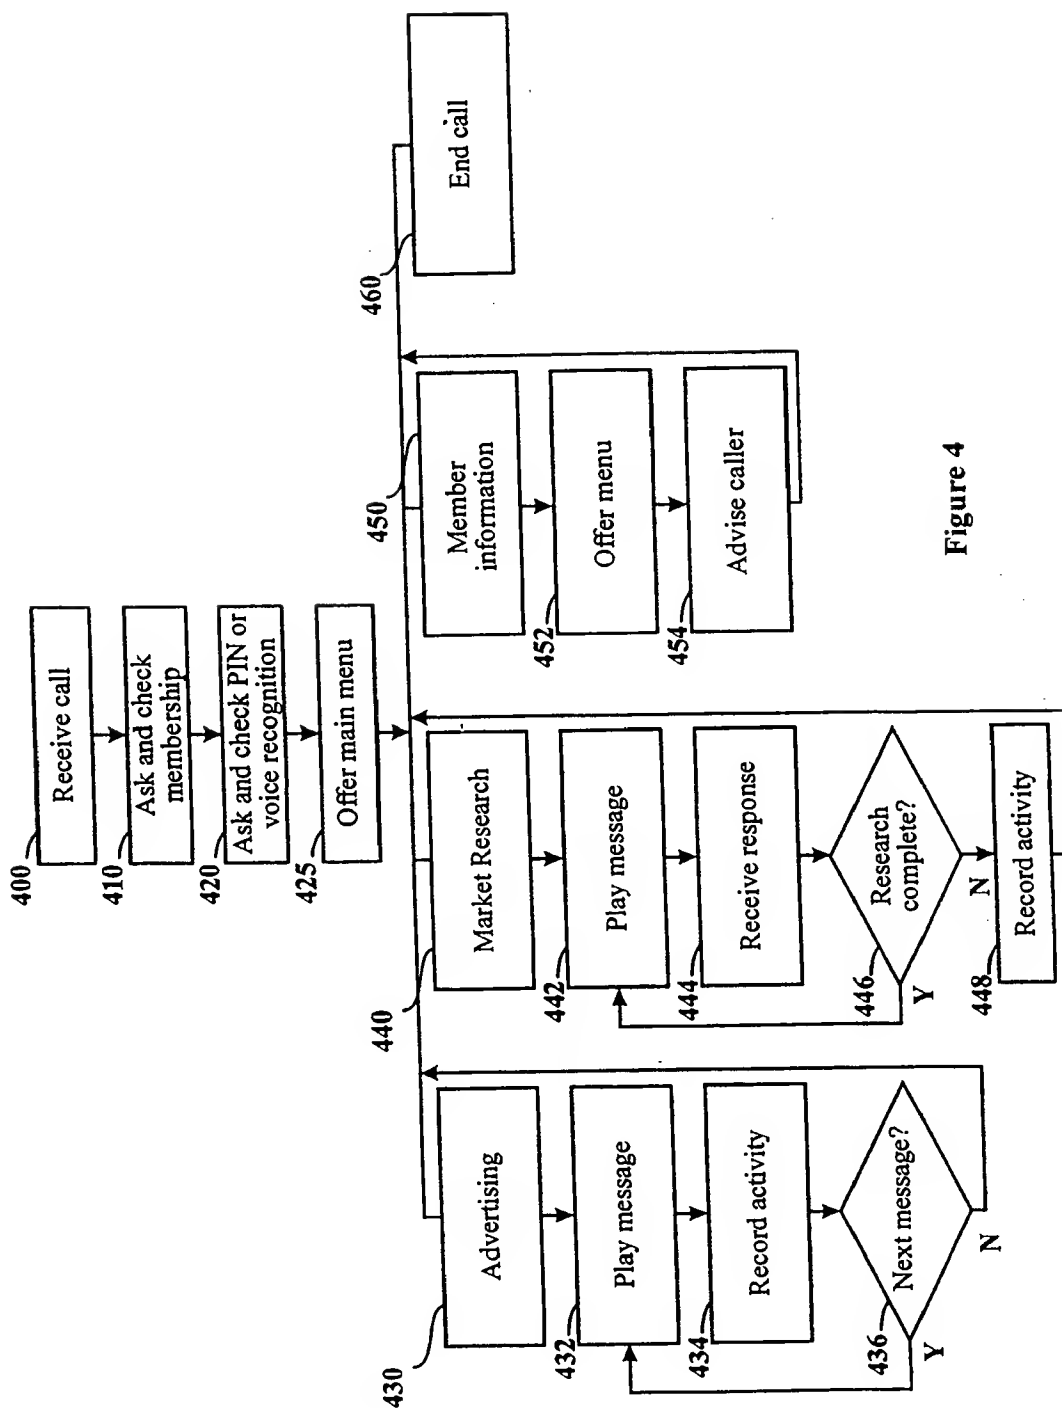 400
Receive call
410
Ask and check
membership
420
Ask and check PIN or
voice recognition
425
Offer main menu
430
Advertising
432
Play message
434
Record activity
436
Next message?
Y
N
440
Market Research
442
Play message
444
Receive response
446
Research
complete?
Y
N
448
Record activity
450
Member
information
452
Offer menu
454
Advise caller
460
End call
Figure 4